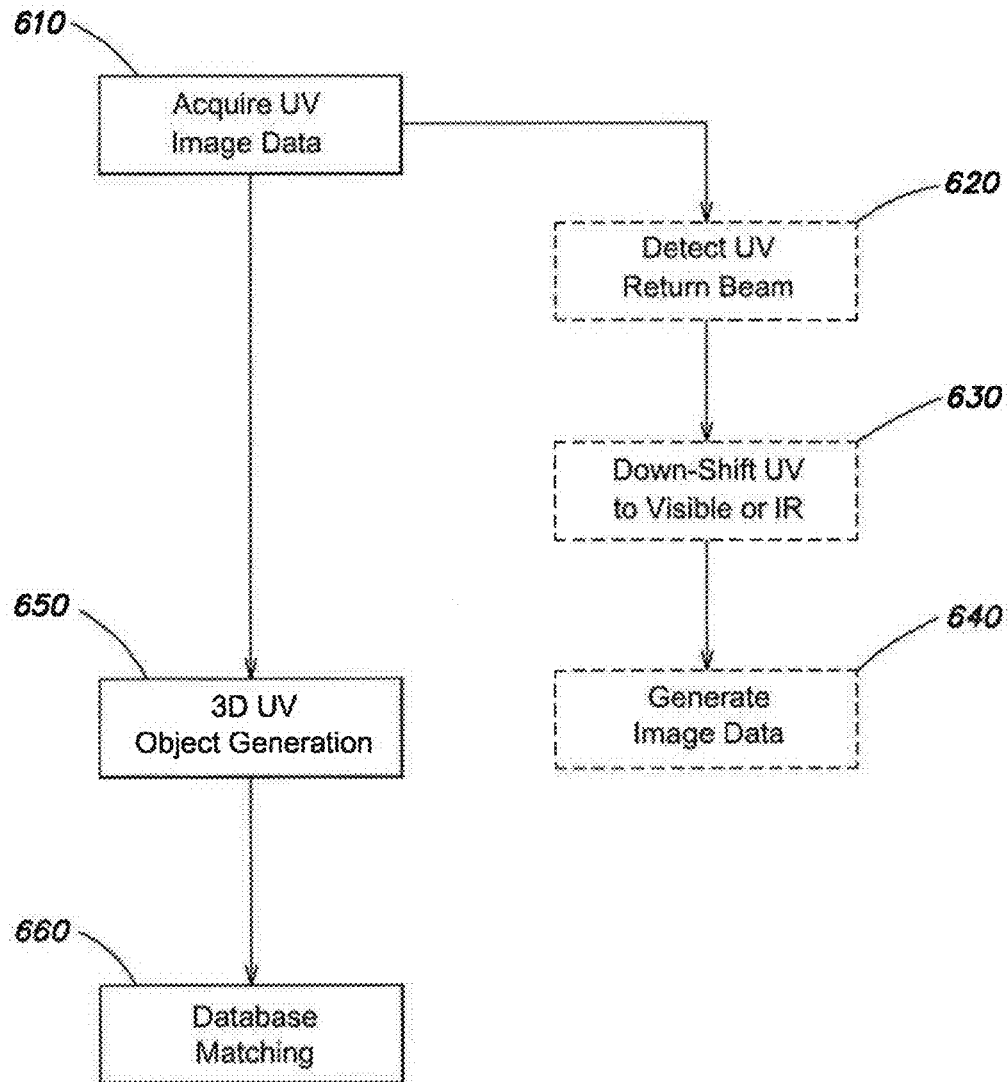 610
Acquire UV
Image Data
620
Detect UV
Return Beam
630
Down-Shift UV
to Visible or IR
640
Generate
Image Data
650
3D UV
Object Generation
660
Database
Matching